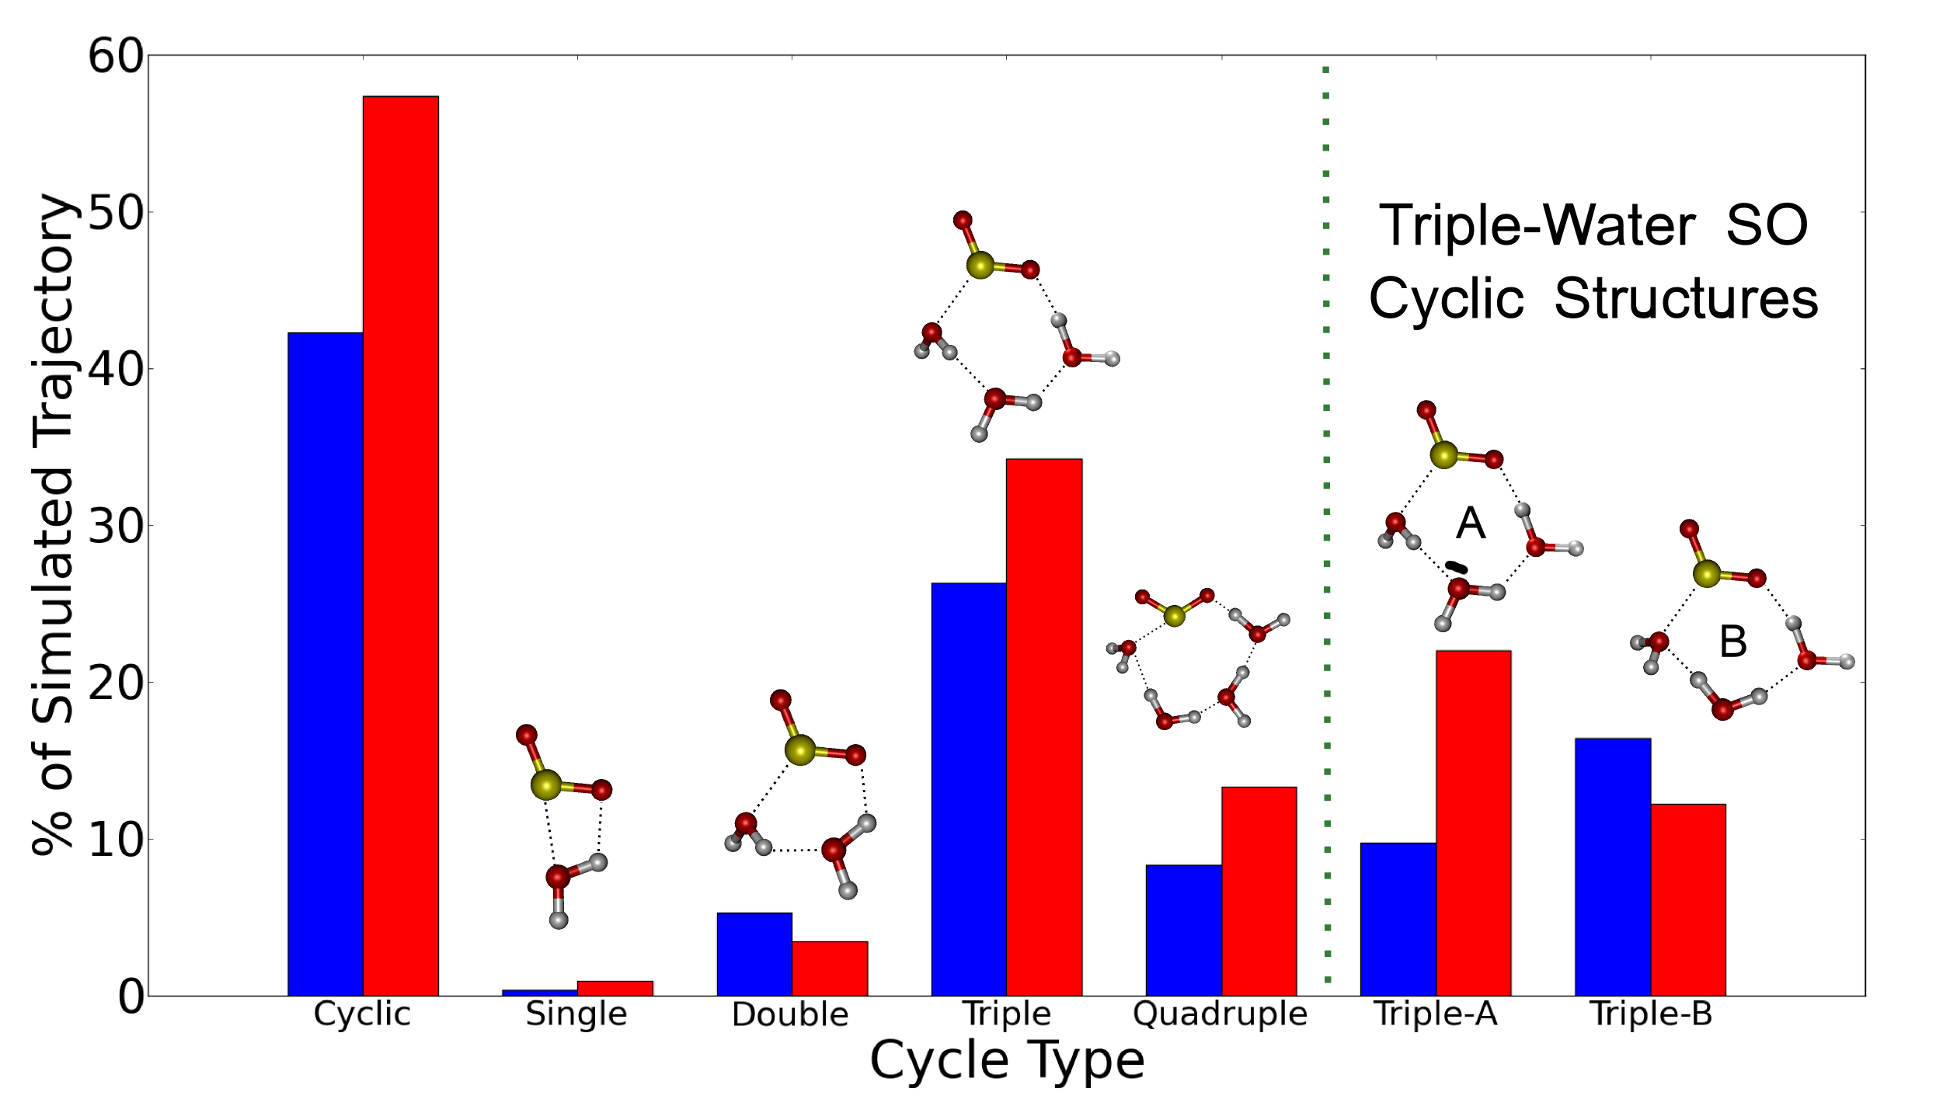 60
50
40
30
20
10
0
% of Simulated Trajectory
Triple-Water SO
Cyclic Structures
A
B
Cyclic
Single
Double
Triple
Quadruple
Triple-A
Triple-B
Cycle Type